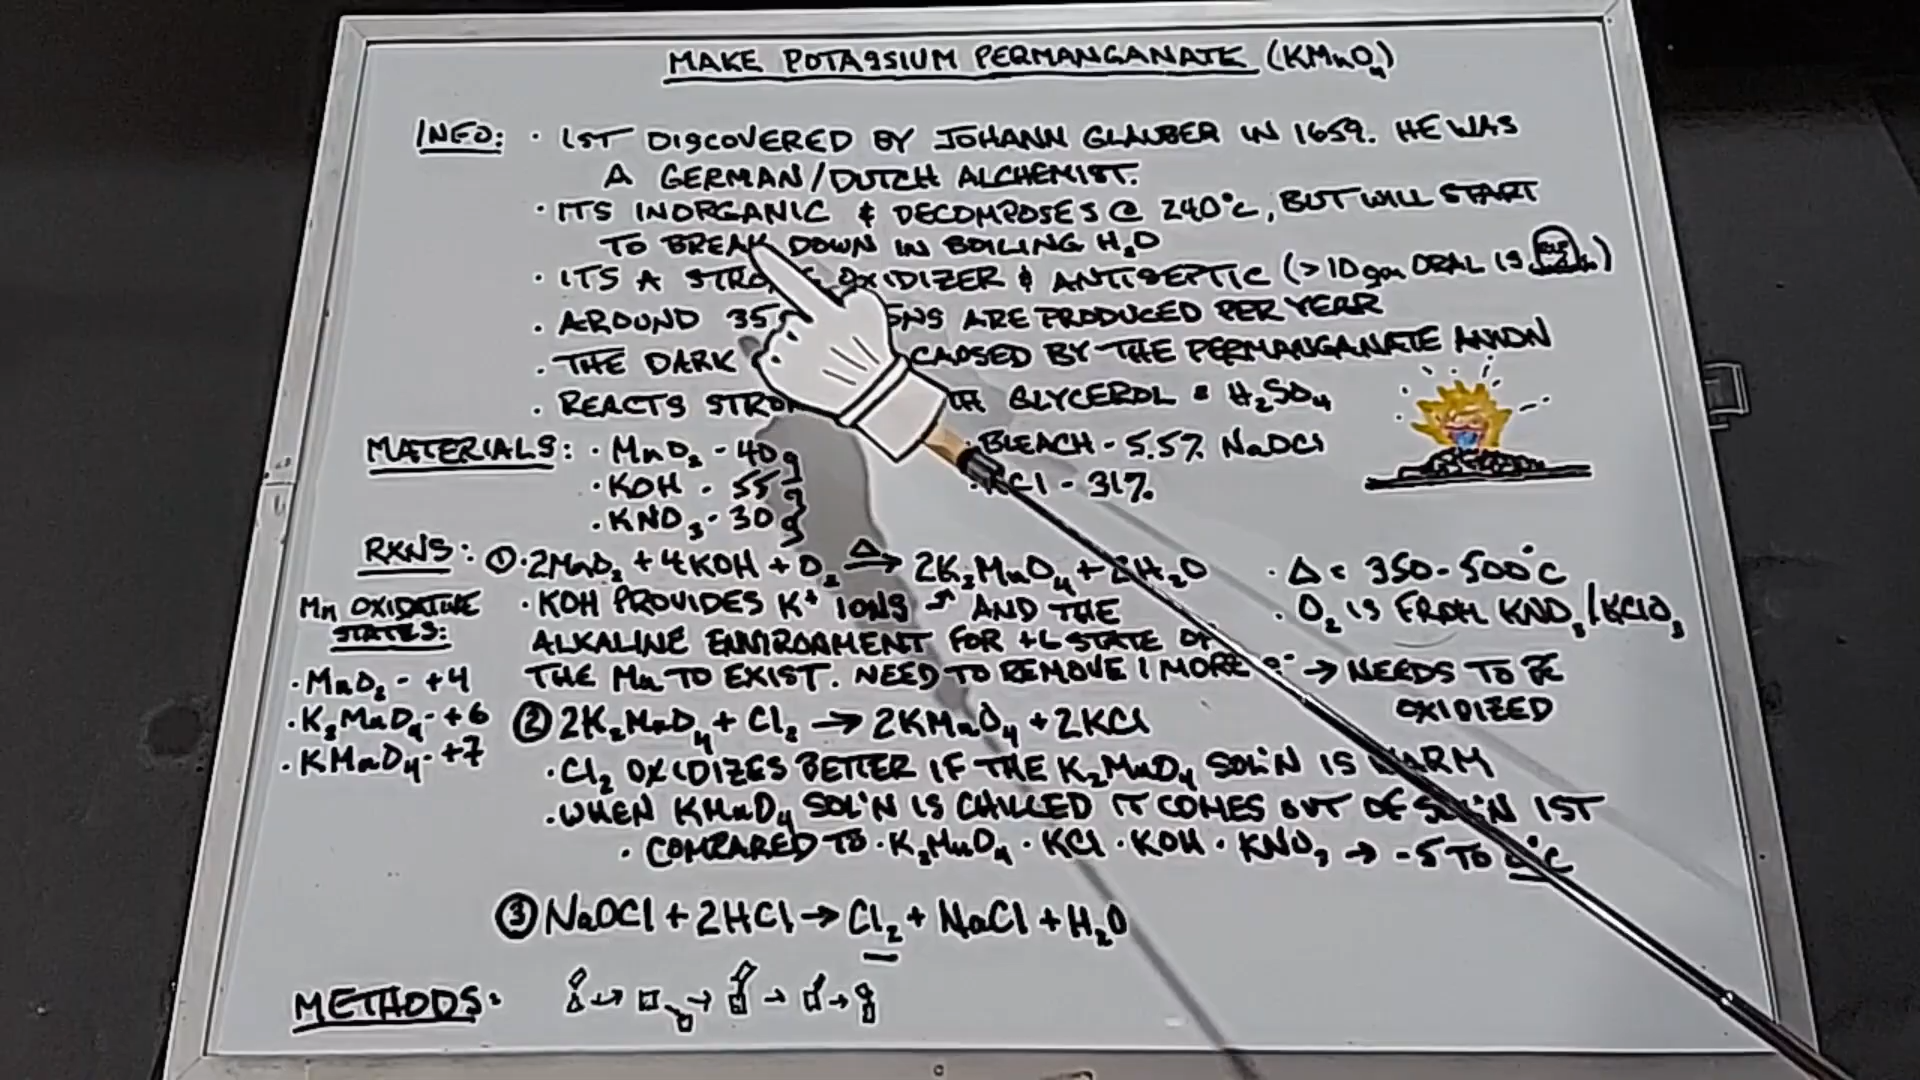 MAKE POTASSIUM PERMANGANATE (KMnO₄)
INFO: · 1ST DISCOVERED BY JOHANN GLAUBER IN 1659. HE WAS
A GERMAN/DUTCH ALCHEMIST.
· ITS INORGANIC & DECOMPOSES @ 240°C, BUT WILL START
TO BREAK DOWN IN BOILING H₂O
· ITS A STRONG OXIDIZER & ANTISEPTIC (>10gm ORAL IS RIP)
· AROUND 35 ARE PRODUCED PER YEAR
· THE DARK CAUSED BY THE PERMANGANATE ANION
· REACTS GLYCEROL & H₂SO₄
MATERIALS: · MnO₂ - 40g · BLEACH - 5.5% NaOCl
· KOH - 55g · HCl - 31%
· KNO₃ - 30g
RXNS: ① · 2MnO₂ + 4KOH + O₂ Δ→ 2K₂MnO₄ + 2H₂O · Δ = 350-500°C
Mn OXIDATIVE STATES: · KOH PROVIDES K⁺ IONS AND THE · O₂ IS FROM KNO₃/KClO₃
ALKALINE ENVIRONMENT FOR +6 STATE OF
· MnO₂ - +4 THE Mn TO EXIST. NEED TO REMOVE 1 MORE e⁻ → NEEDS TO BE OXIDIZED
· K₂MnO₄ - +6 ② 2K₂MnO₄ + Cl₂ → 2KMnO₄ + 2KCl
· KMnO₄ - +7
· Cl₂ OXIDIZES BETTER IF THE K₂MnO₄ SOL'N IS WARM
· WHEN KMnO₄ SOL'N IS CHILLED IT COMES OUT OF SOL'N 1ST
· COMPARED TO · K₂MnO₄ · KCl · KOH · KNO₃ → -5 TO °C
③ NaOCl + 2HCl → Cl₂ + NaCl + H₂O
METHODS: